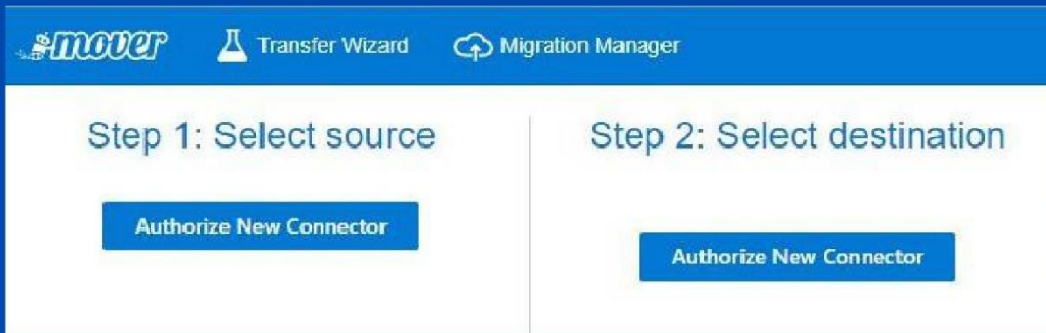 mover Transfer Wizard Migration Manager
Step 1: Select source
Authorize New Connector
Step 2: Select destination
Authorize New Connector